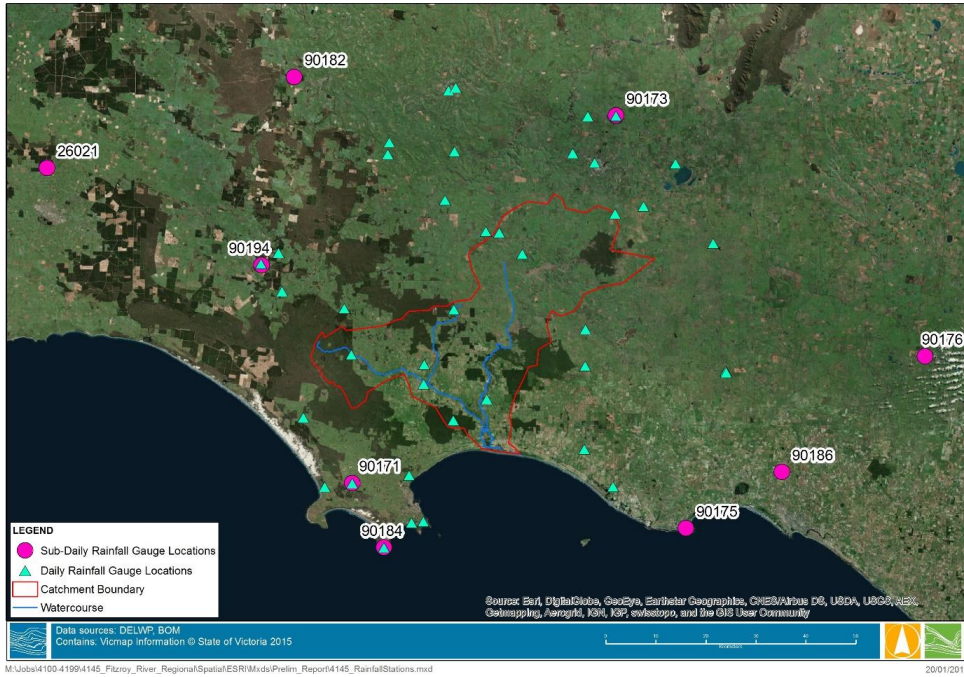 90182
90173
26021
90194
90176
90186
90171
90175
90184
LEGEND
Sub-Daily Rainfall Gauge Locations
Daily Rainfall Gauge Locations
Catchment Boundary
Watercourse
Source: Esri, DigitalGlobe, GeoEye, Earthstar Geographics, CNES/Airbus DS, USDA, USGS, AEX,
Getmapping, Aerogrid, IGN, IGP, swisstopo, and the GIS User Community
Data sources: DELWP, BOM
Contains: Vicmap Information © State of Victoria 2015
0 10 20 30 40 50
Kilometers
M:\Jobs\4100-4199\4145_Fitzroy_River_Regional\Spatial\ESRI\Mxds\Prelim_Report\4145_RainfallStations.mxd
20/01/201